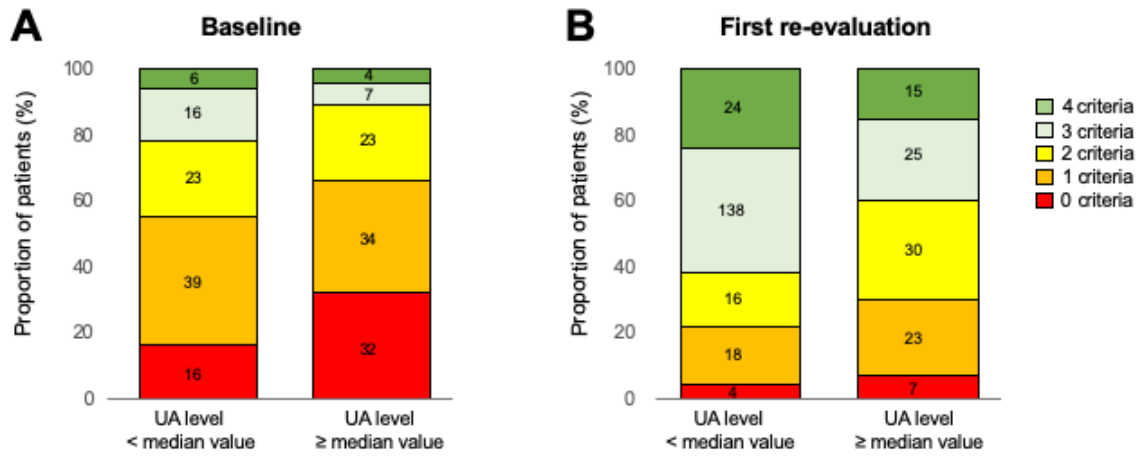 A
Baseline
Proportion of patients (%)
100
80
60
40
20
0
6
16
23
39
16
4
7
23
34
32
UA level
< median value
UA level
≥ median value
B
First re-evaluation
Proportion of patients (%)
100
80
60
40
20
0
24
138
16
18
4
15
25
30
23
7
UA level
< median value
UA level
≥ median value
4 criteria
3 criteria
2 criteria
1 criteria
0 criteria